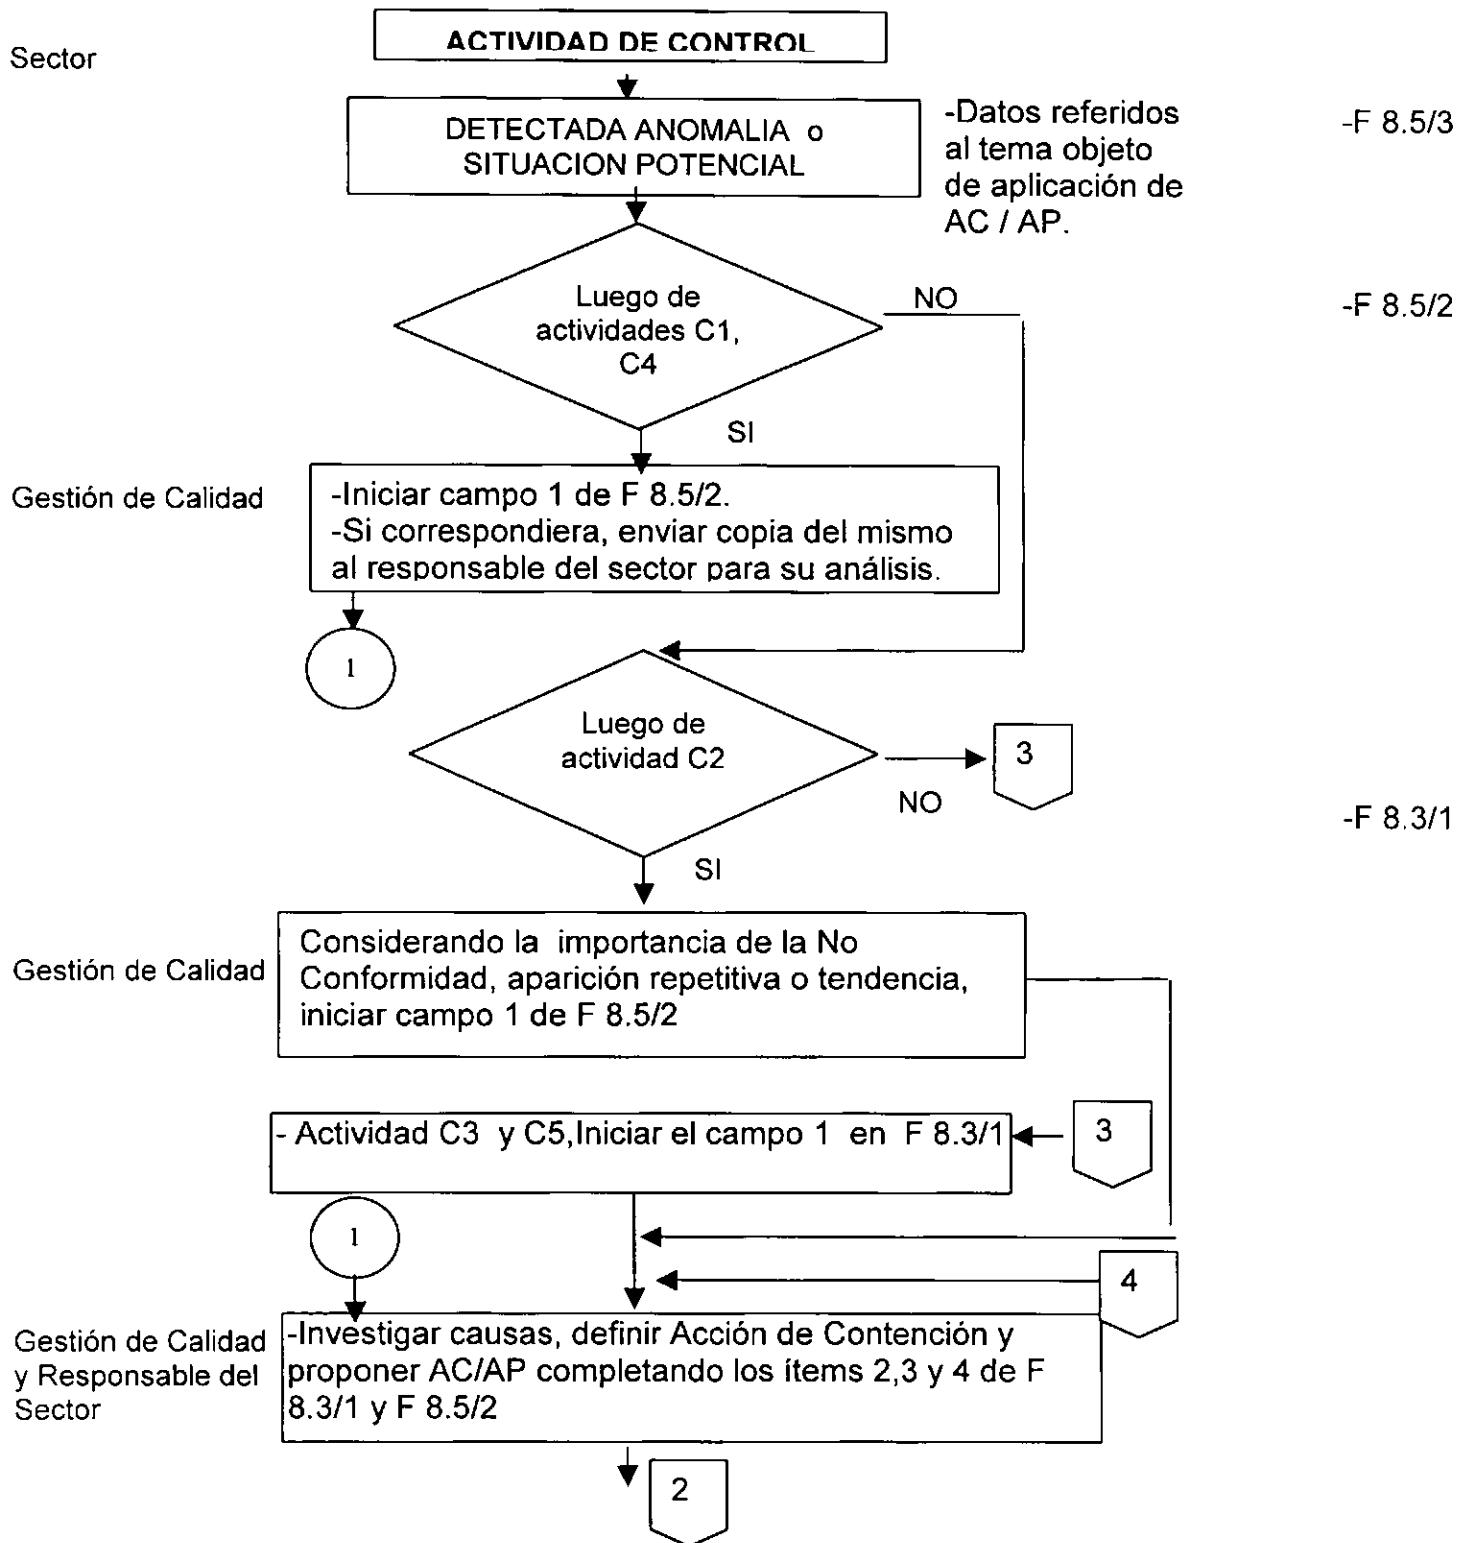 ACTIVIDAD DE CONTROL
Sector
DETECTADA ANOMALIA o
SITUACION POTENCIAL
-Datos referidos
al tema objeto
de aplicación de
AC / AP.
-F 8.5/3
Luego de
actividades C1,
C4
NO
-F 8.5/2
SI
Gestión de Calidad
-Iniciar campo 1 de F 8.5/2.
-Si correspondiera, enviar copia del mismo
al responsable del sector para su análisis.
1
Luego de
actividad C2
3
NO
-F 8.3/1
SI
Gestión de Calidad
Considerando la importancia de la No
Conformidad, aparición repetitiva o tendencia,
iniciar campo 1 de F 8.5/2
- Actividad C3 y C5,Iniciar el campo 1 en F 8.3/1
3
1
4
Gestión de Calidad
y Responsable del
Sector
-Investigar causas, definir Acción de Contención y
proponer AC/AP completando los ítems 2,3 y 4 de F
8.3/1 y F 8.5/2
2